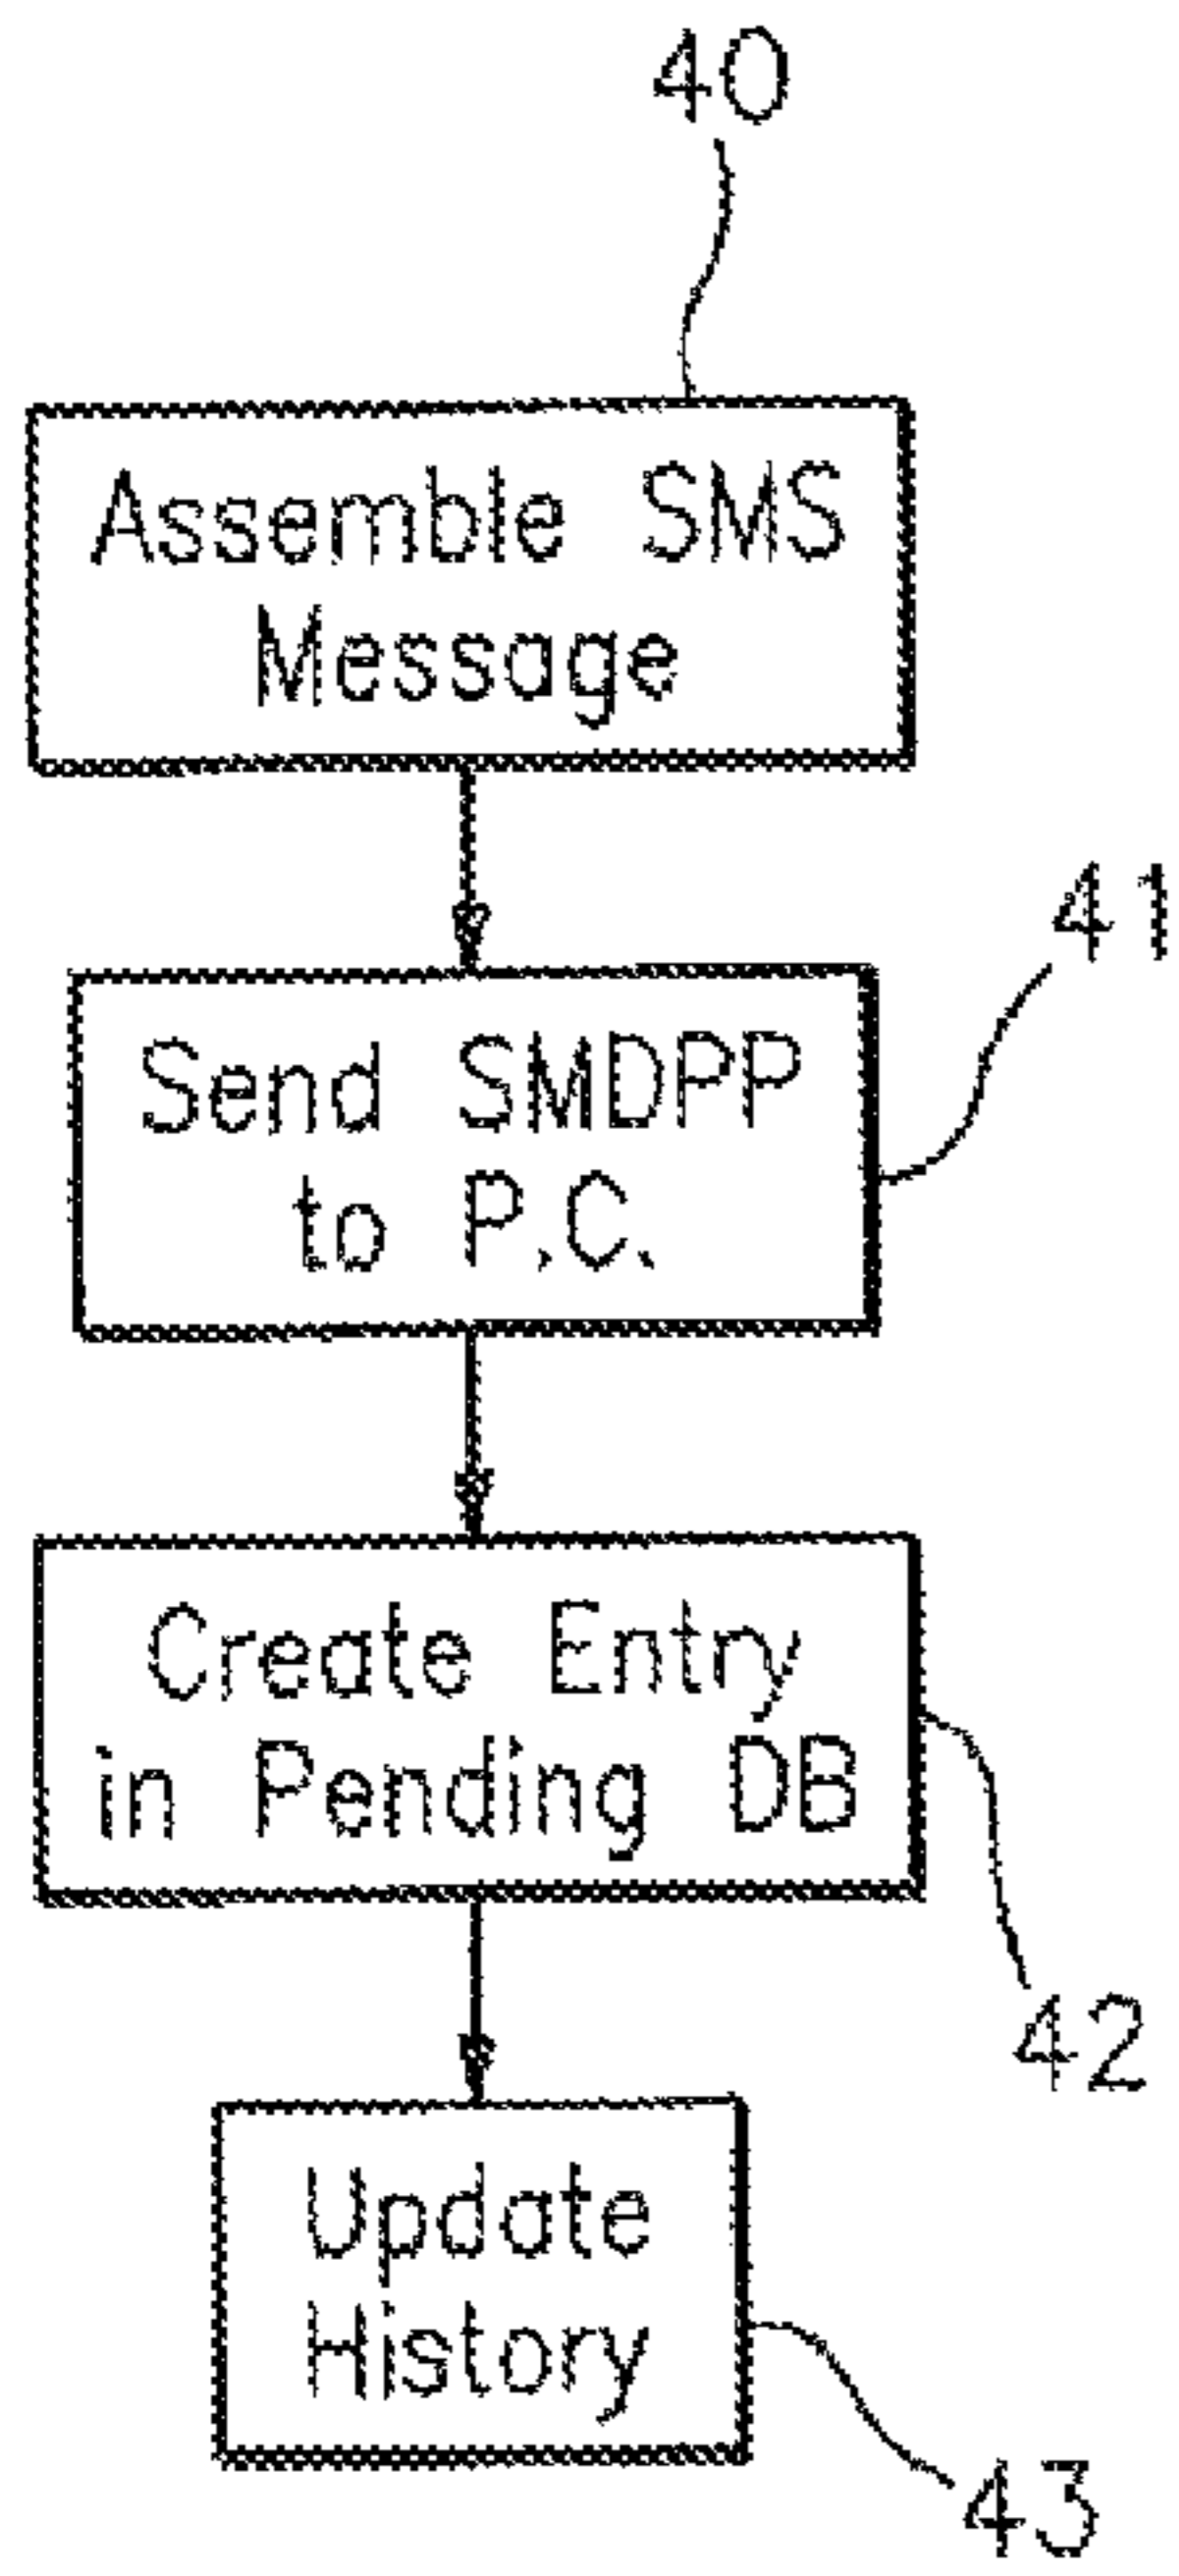 40
Assemble SMS
Message
41
Send SMDPP
to P.C.
Create Entry
in Pending DB
42
Update
History
43